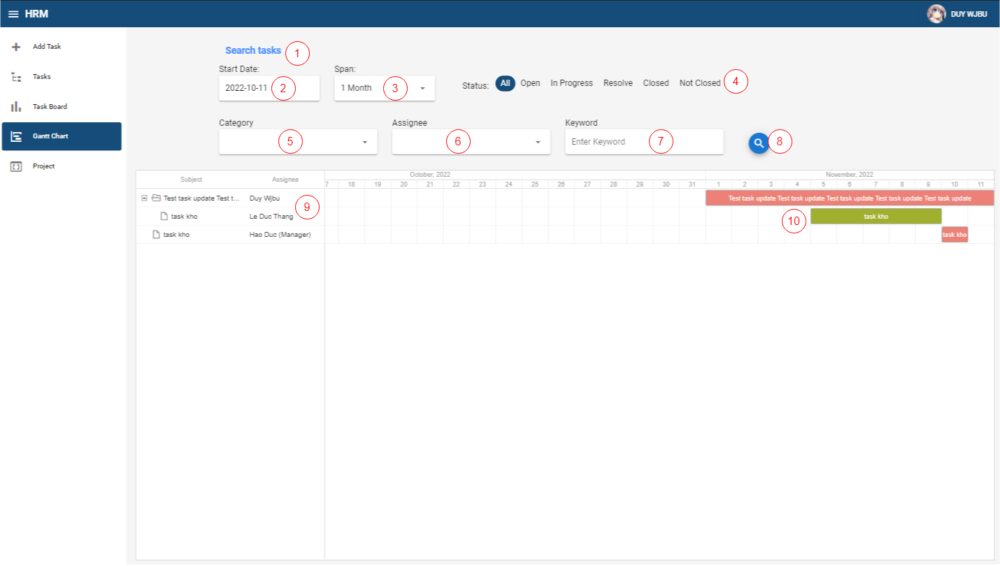 HRM
DUY WJBU
Add Task
Tasks
Task Board
Gantt Chart
Project
Search tasks 1
Start Date:
2022-10-11 2
Span:
1 Month 3
Status: All Open In Progress Resolve Closed Not Closed 4
Category
5
Assignee
6
Keyword
Enter Keyword 7
8
Subject Assignee
October, 2022 November, 2022
7 18 19 20 21 22 23 24 25 26 27 28 29 30 31 1 2 3 4 5 6 7 8 9 10 11
Test task update Test t... Duy Wjbu
Test task update Test task update Test task update Test task update Test task update
9
task kho Le Duc Thang
10
task kho
task kho Hao Duc (Manager)
task kho